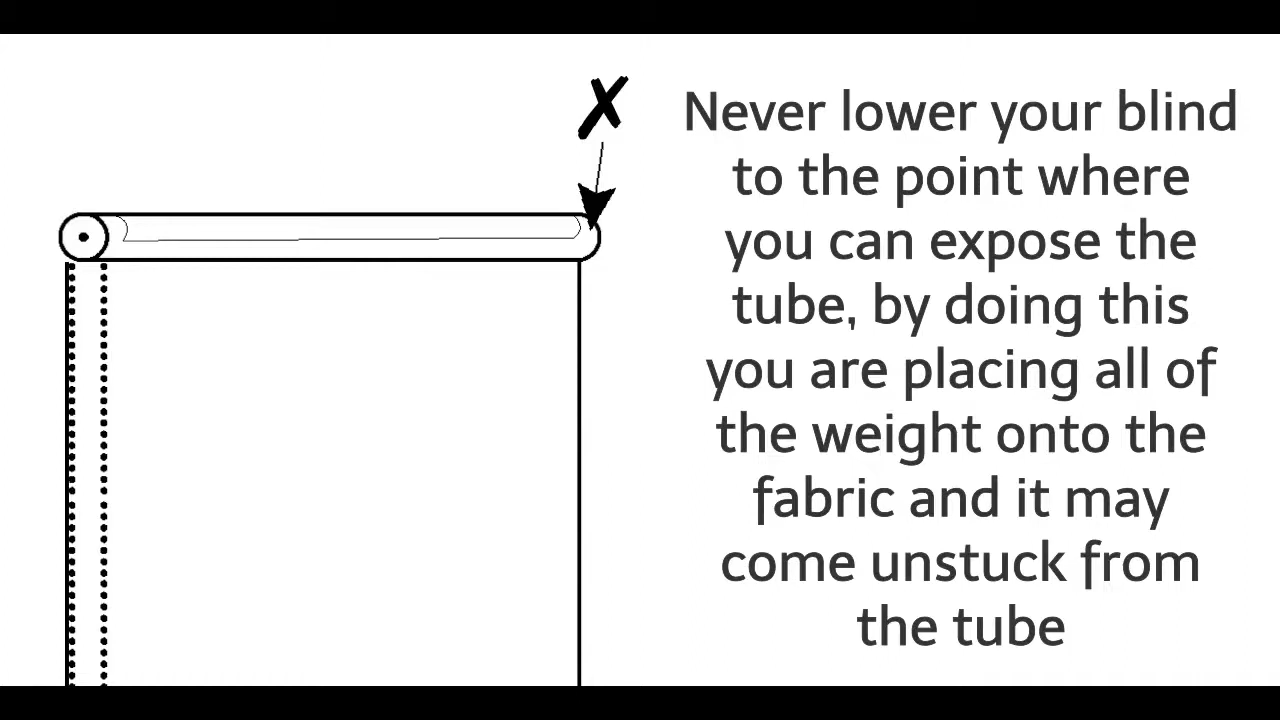 Never lower your blind
to the point where
you can expose the
tube, by doing this
you are placing all of
the weight onto the
fabric and it may
come unstuck from
the tube